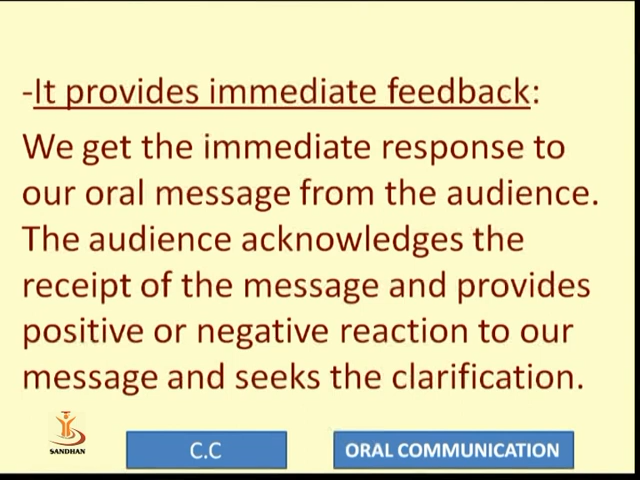 -It provides immediate feedback:
We get the immediate response to
our oral message from the audience.
The audience acknowledges the
receipt of the message and provides
positive or negative reaction to our
message and seeks the clarification.
SANDHAN
C.C
ORAL COMMUNICATION